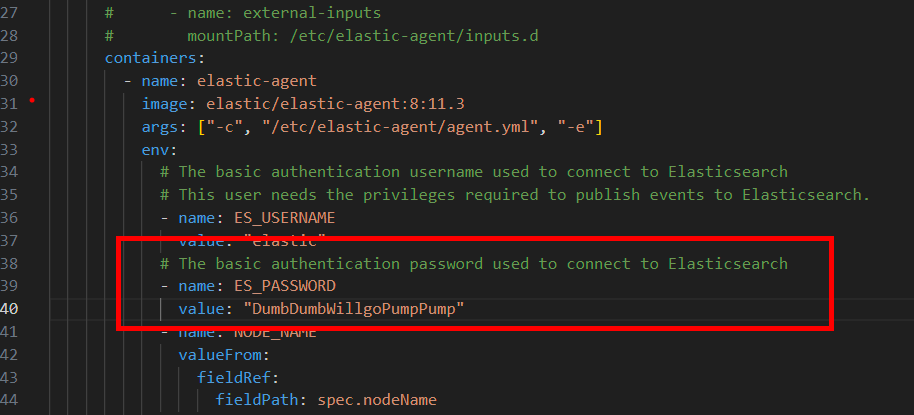 27 # - name: external-inputs
28 # mountPath: /etc/elastic-agent/inputs.d
29 containers:
30 - name: elastic-agent
31 image: elastic/elastic-agent:8:11.3
32 args: ["-c", "/etc/elastic-agent/agent.yml", "-e"]
33 env:
34 # The basic authentication username used to connect to Elasticsearch
35 # This user needs the privileges required to publish events to Elasticsearch.
36 - name: ES_USERNAME
37 value: "elastic"
38 # The basic authentication password used to connect to Elasticsearch
39 - name: ES_PASSWORD
40 value: "DumbDumbWillgoPumpPump"
41 - name: NODE_NAME
42 valueFrom:
43 fieldRef:
44 fieldPath: spec.nodeName